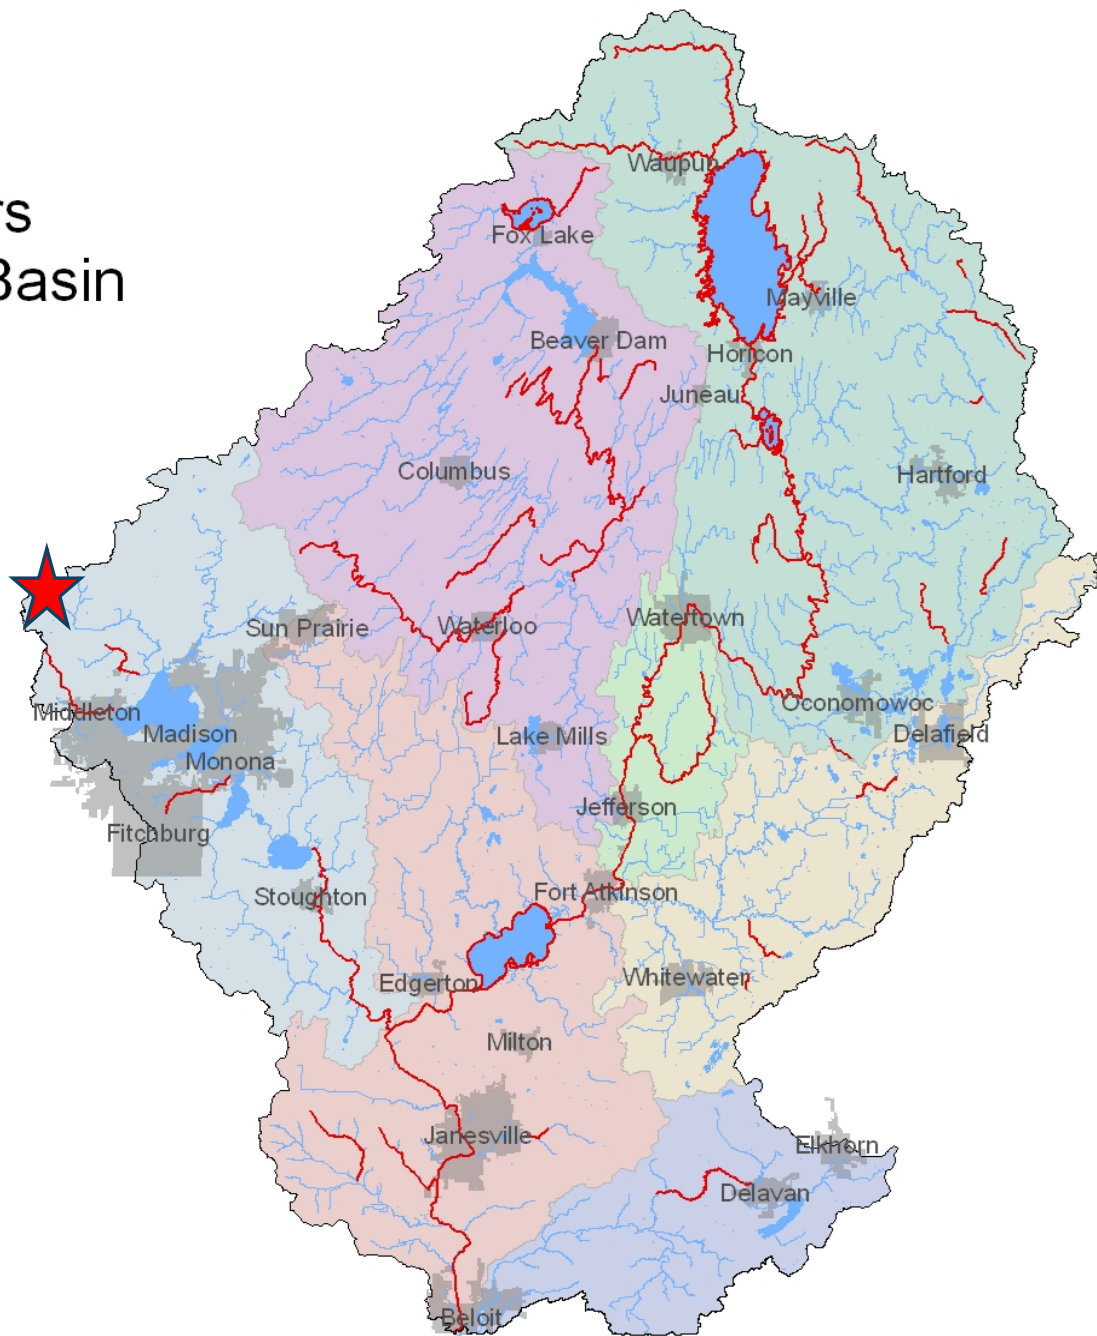 Basin
Waupun
Fox Lake
Mayville
Beaver Dam
Horicon
Juneau
Columbus
Hartford
Sun Prairie
Waterloo
Watertown
Middleton
Oconomowoc
Madison
Lake Mills
Delafield
Monona
Jefferson
Fitchburg
Stoughton
Fort Atkinson
Edgerton
Whitewater
Milton
Janesville
Elkhorn
Delavan
Beloit